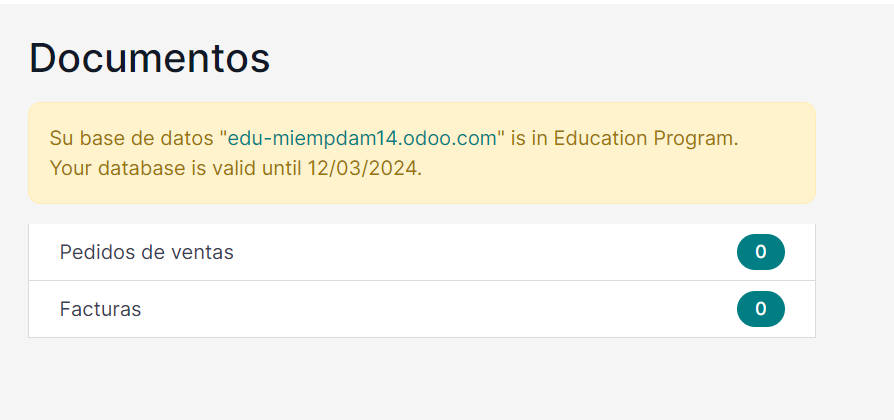 Documentos
Su base de datos "edu-miempdam14.odoo.com" is in Education Program.
Your database is valid until 12/03/2024.
Pedidos de ventas 0
Facturas 0